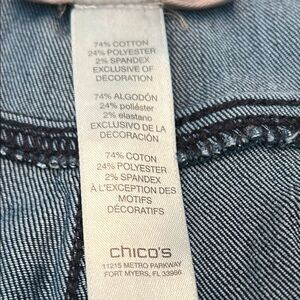 74% COTTON
24% POLYESTER
2% SPANDEX
EXCLUSIVE OF
DECORATION
74% ALGODÓN
24% poliéster
2% elastano
EXCLUSIVO DE LA
DECORACIÓN
74% COTON
24% POLYESTER
2% SPANDEX
À L'EXCEPTION DES
MOTIFS
DÉCORATIFS
chico's
11215 METRO PARKWAY
FORT MYERS, FL 33966